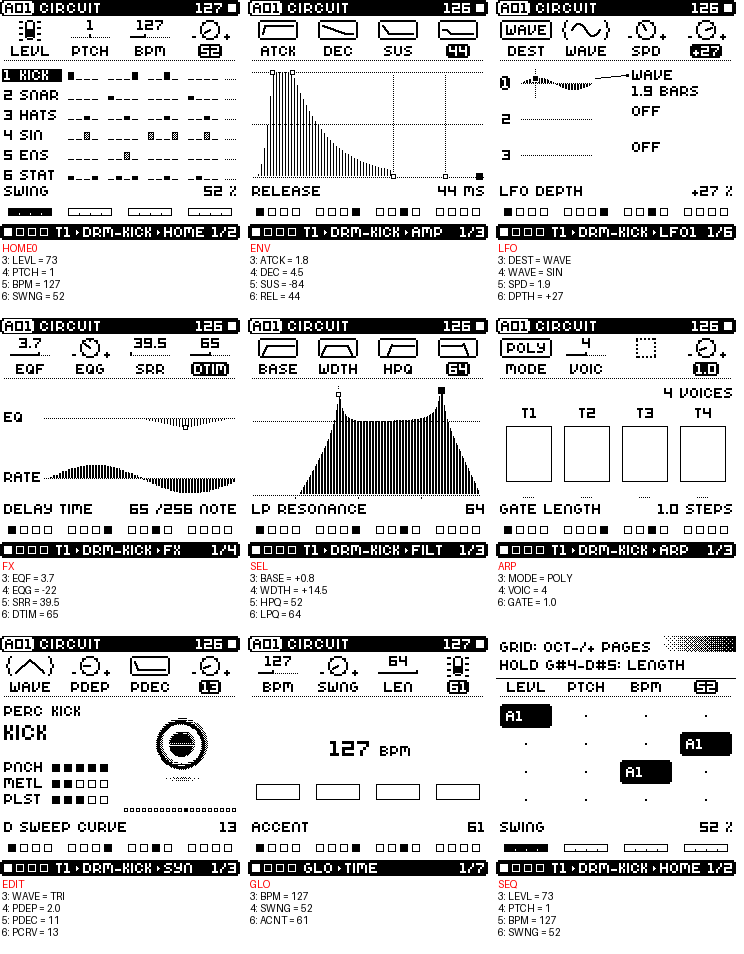 A01 CIRCUIT 127
1 127
LEVL PTCH BPM 52
1 KICK
2 SNAR
3 HATS
4 SIN
5 ENS
6 STAT
SWING 52 %
T1 DRM-KICK HOME 1/2
HOME0
3: LEVL = 73
4: PTCH = 1
5: BPM = 127
6: SWNG = 52
A01 CIRCUIT 126
ATCK DEC SUS 44
RELEASE 44 MS
T1 DRM-KICK AMP 1/3
ENV
3: ATCK = 1.8
4: DEC = 4.5
5: SUS = -84
6: REL = 44
A01 CIRCUIT 126
WAVE
DEST WAVE SPD +27
1 WAVE
1.9 BARS
2 OFF
3 OFF
LFO DEPTH +27 %
T1 DRM-KICK LFO1 1/6
LFO
3: DEST = WAVE
4: WAVE = SIN
5: SPD = 1.9
6: DPTH = +27
A01 CIRCUIT 126
3.7 39.5 65
EQF EQG SRR DTIM
EQ
RATE
DELAY TIME 65 /256 NOTE
T1 DRM-KICK FX 1/4
FX
3: EQF = 3.7
4: EQG = -22
5: SRR = 39.5
6: DTIM = 65
A01 CIRCUIT 126
BASE WDTH HPQ 64
LP RESONANCE 64
T1 DRM-KICK FILT 1/3
SEL
3: BASE = +0.8
4: WDTH = +14.5
5: HPQ = 52
6: LPQ = 64
A01 CIRCUIT 126
POLY 4
MODE VOIC 1.0
4 VOICES
T1 T2 T3 T4
GATE LENGTH 1.0 STEPS
T1 DRM-KICK ARP 1/3
ARP
3: MODE = POLY
4: VOIC = 4
6: GATE = 1.0
A01 CIRCUIT 126
WAVE PDEP PDEC 13
PERC KICK
KICK
PNCH
METL
PLST
D SWEEP CURVE 13
T1 DRM-KICK SYN 1/3
EDIT
3: WAVE = TRI
4: PDEP = 2.0
5: PDEC = 11
6: PCRV = 13
A01 CIRCUIT 127
127 64
BPM SWNG LEN 61
127 BPM
ACCENT 61
GLO TIME 1/7
GLO
3: BPM = 127
4: SWNG = 52
6: ACNT = 61
GRID: OCT-/+ PAGES
HOLD G#4-D#5: LENGTH
LEVL PTCH BPM 52
A1
A1
A1
SWING 52 %
T1 DRM-KICK HOME 1/2
SEQ
3: LEVL = 73
4: PTCH = 1
5: BPM = 127
6: SWNG = 52